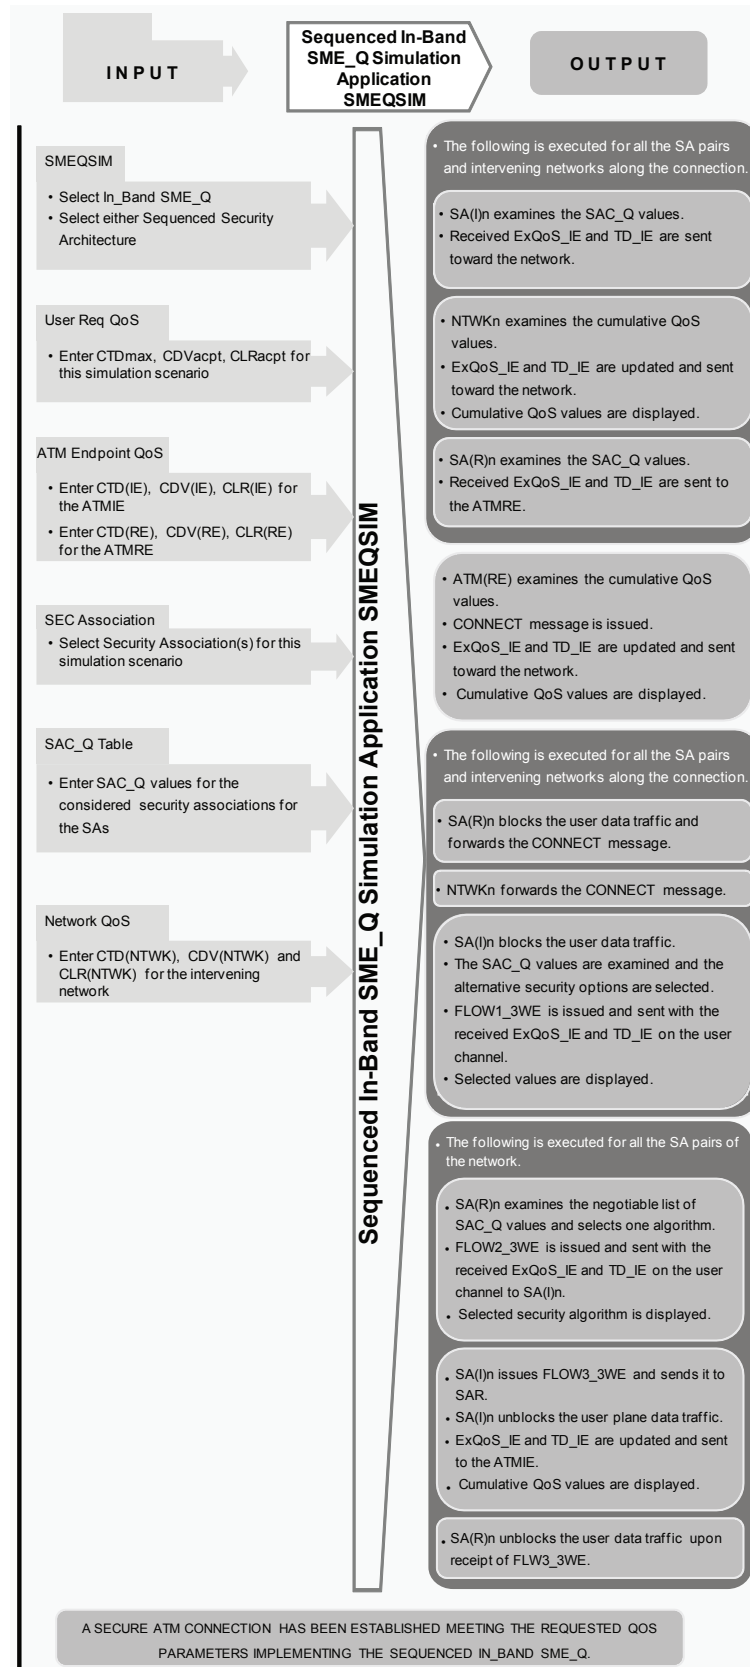 INPUT
Sequenced In-Band
SME_Q Simulation
Application
SMEQSIM
OUTPUT
SMEQSIM
• Select In_Band SME_Q
• Select either Sequenced Security
Architecture
User Req QoS
• Enter CTDmax, CDVacpt, CLRacpt for
this simulation scenario
ATM Endpoint QoS
• Enter CTD(IE), CDV(IE), CLR(IE) for
the ATMIE
• Enter CTD(RE), CDV(RE), CLR(RE)
for the ATMRE
SEC Association
• Select Security Association(s) for this
simulation scenario
SAC_Q Table
• Enter SAC_Q values for the
considered security associations for
the SAs
Network QoS
• Enter CTD(NTWK), CDV(NTWK) and
CLR(NTWK) for the intervening
network
Sequenced In-Band SME_Q Simulation Application SMEQSIM
• The following is executed for all the SA pairs
and intervening networks along the connection.
• SA(I)n examines the SAC_Q values.
• Received ExQoS_IE and TD_IE are sent
toward the network.
• NTWKn examines the cumulative QoS
values.
• ExQoS_IE and TD_IE are updated and sent
toward the network.
• Cumulative QoS values are displayed.
• SA(R)n examines the SAC_Q values.
• Received ExQoS_IE and TD_IE are sent to
the ATMRE.
• ATM(RE) examines the cumulative QoS
values.
• CONNECT message is issued.
• ExQoS_IE and TD_IE are updated and sent
toward the network.
• Cumulative QoS values are displayed.
• The following is executed for all the SA pairs
and intervening networks along the connection.
• SA(R)n blocks the user data traffic and
forwards the CONNECT message.
• NTWKn forwards the CONNECT message.
• SA(I)n blocks the user data traffic.
• The SAC_Q values are examined and the
alternative security options are selected.
• FLOW1_3WE is issued and sent with the
received ExQoS_IE and TD_IE on the user
channel.
• Selected values are displayed.
• The following is executed for all the SA pairs of
the network.
• SA(R)n examines the negotiable list of
SAC_Q values and selects one algorithm.
• FLOW2_3WE is issued and sent with the
received ExQoS_IE and TD_IE on the user
channel to SA(I)n.
• Selected security algorithm is displayed.
• SA(I)n issues FLOW3_3WE and sends it to
SAR.
• SA(I)n unblocks the user plane data traffic.
• ExQoS_IE and TD_IE are updated and sent
to the ATMIE.
• Cumulative QoS values are displayed.
• SA(R)n unblocks the user data traffic upon
receipt of FLW3_3WE.
A SECURE ATM CONNECTION HAS BEEN ESTABLISHED MEETING THE REQUESTED QOS
PARAMETERS IMPLEMENTING THE SEQUENCED IN_BAND SME_Q.